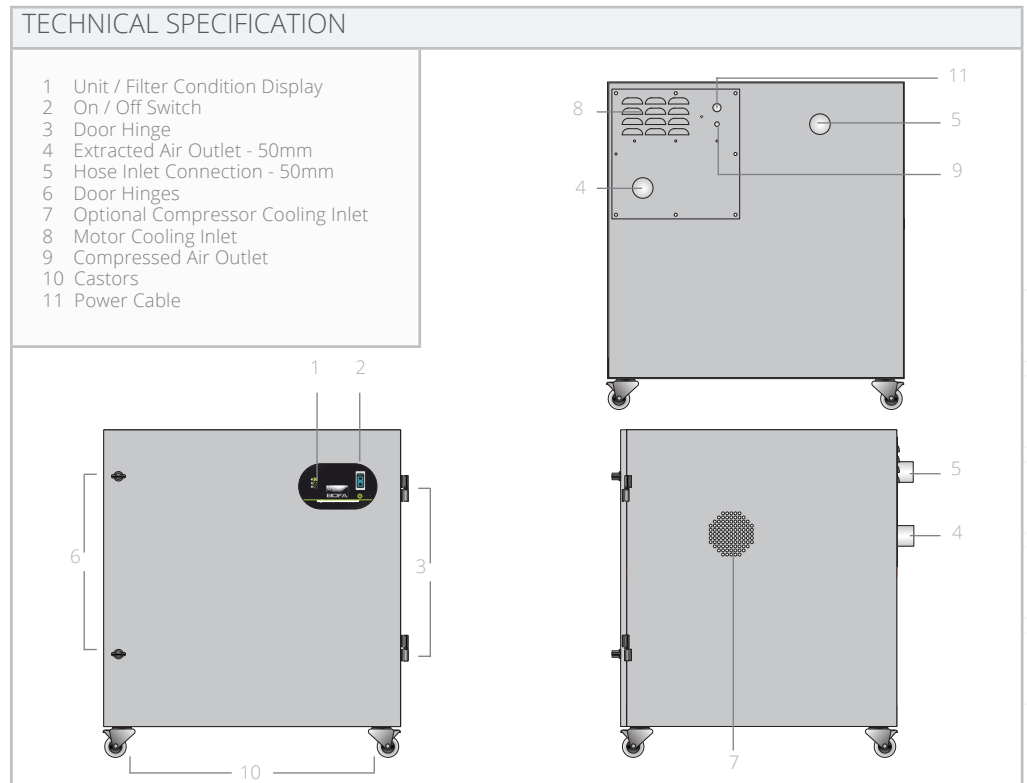 TECHNICAL SPECIFICATION
1 Unit / Filter Condition Display
2 On / Off Switch
3 Door Hinge
4 Extracted Air Outlet - 50mm
5 Hose Inlet Connection - 50mm
6 Door Hinges
7 Optional Compressor Cooling Inlet
8 Motor Cooling Inlet
9 Compressed Air Outlet
10 Castors
11 Power Cable
11
8
5
9
4
1 2
BOFA
6
3
10
5
4
7